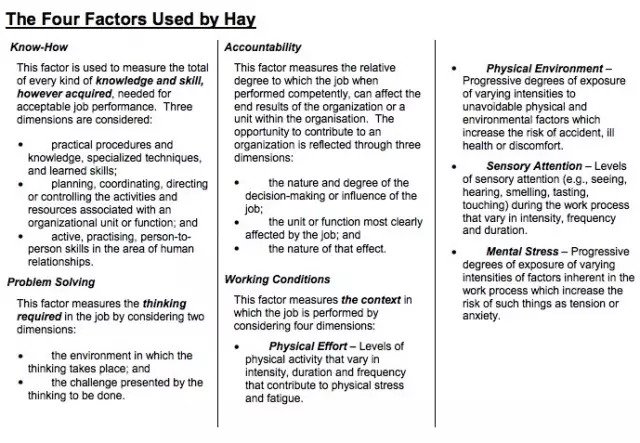 The Four Factors Used by Hay
Know-How
This factor is used to measure the total
of every kind of knowledge and skill,
however acquired, needed for
acceptable job performance. Three
dimensions are considered:
• practical procedures and
knowledge, specialized techniques,
and learned skills;
• planning, coordinating, directing
or controlling the activities and
resources associated with an
organizational unit or function; and
• active, practising, person-to-
person skills in the area of human
relationships.
Problem Solving
This factor measures the thinking
required in the job by considering two
dimensions:
• the environment in which the
thinking takes place; and
• the challenge presented by the
thinking to be done.
Accountability
This factor measures the relative
degree to which the job when
performed competently, can affect the
end results of the organization or a
unit within the organisation. The
opportunity to contribute to an
organization is reflected through three
dimensions:
• the nature and degree of the
decision-making or influence of the
job;
• the unit or function most clearly
affected by the job; and
• the nature of that effect.
Working Conditions
This factor measures the context in
which the job is performed by
considering four dimensions:
• Physical Effort – Levels of
physical activity that vary in
intensity, duration and frequency
that contribute to physical stress
and fatigue.
• Physical Environment –
Progressive degrees of exposure
of varying intensities to
unavoidable physical and
environmental factors which
increase the risk of accident, ill
health or discomfort.
• Sensory Attention – Levels
of sensory attention (e.g., seeing,
hearing, smelling, tasting,
touching) during the work process
that vary in intensity, frequency
and duration.
• Mental Stress – Progressive
degrees of exposure of varying
intensities of factors inherent in the
work process which increase the
risk of such things as tension or
anxiety.